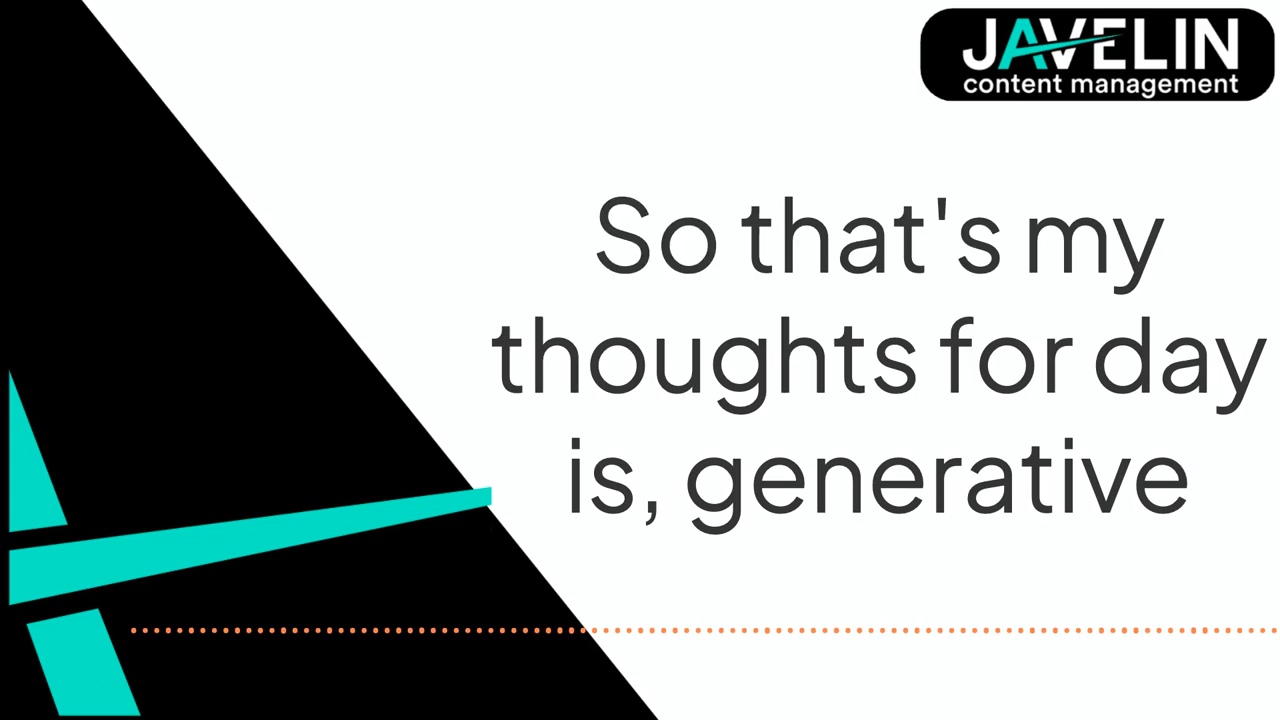 JAVELIN
content management
So that's my
thoughts for day
is, generative